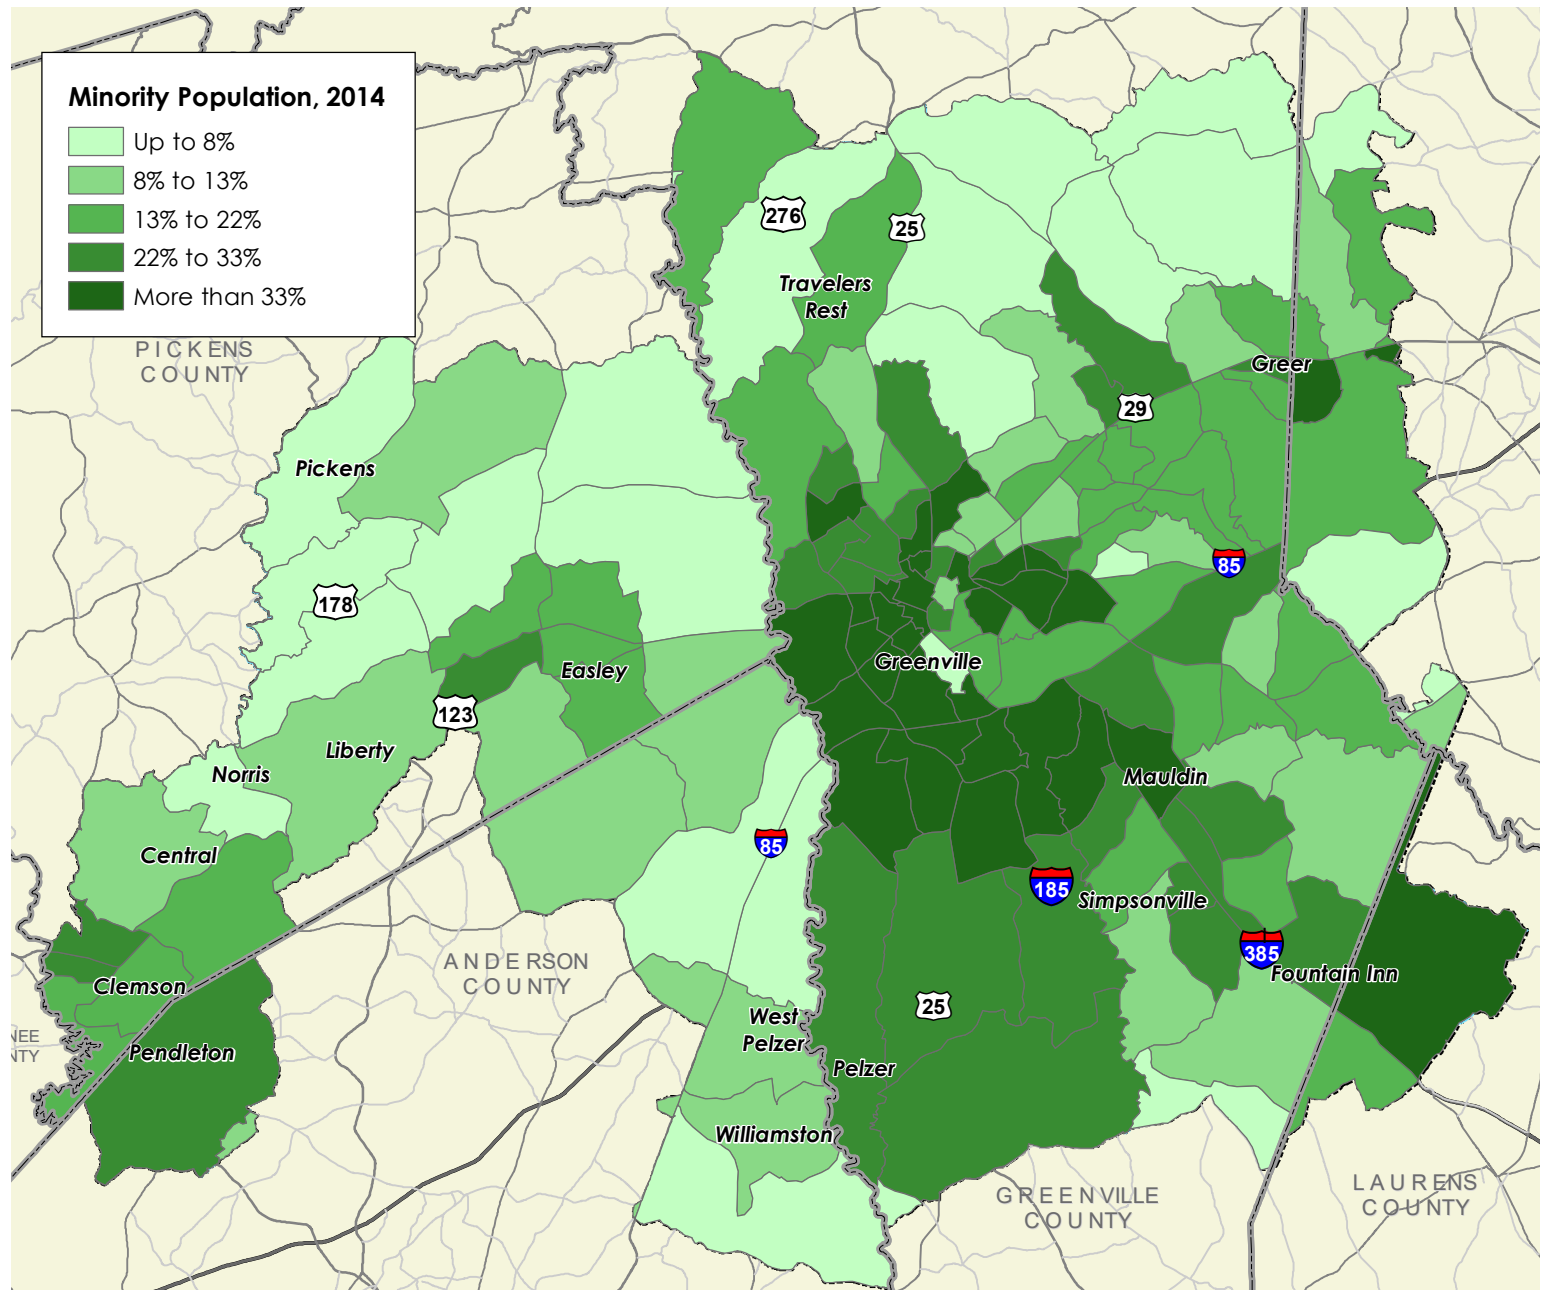 Minority Population, 2014
Up to 8%
8% to 13%
13% to 22%
22% to 33%
More than 33%
276
25
Travelers
Rest
PICKENS
COUNTY
Greer
29
Pickens
85
178
Greenville
Easley
123
Liberty
Norris
Mauldin
85
Central
185
Simpsonville
385
ANDERSON
COUNTY
Fountain Inn
Clemson
25
West
Pelzer
NEE
NTY
Pendleton
Pelzer
Williamston
GREENVILLE
COUNTY
LAURENS
COUNTY